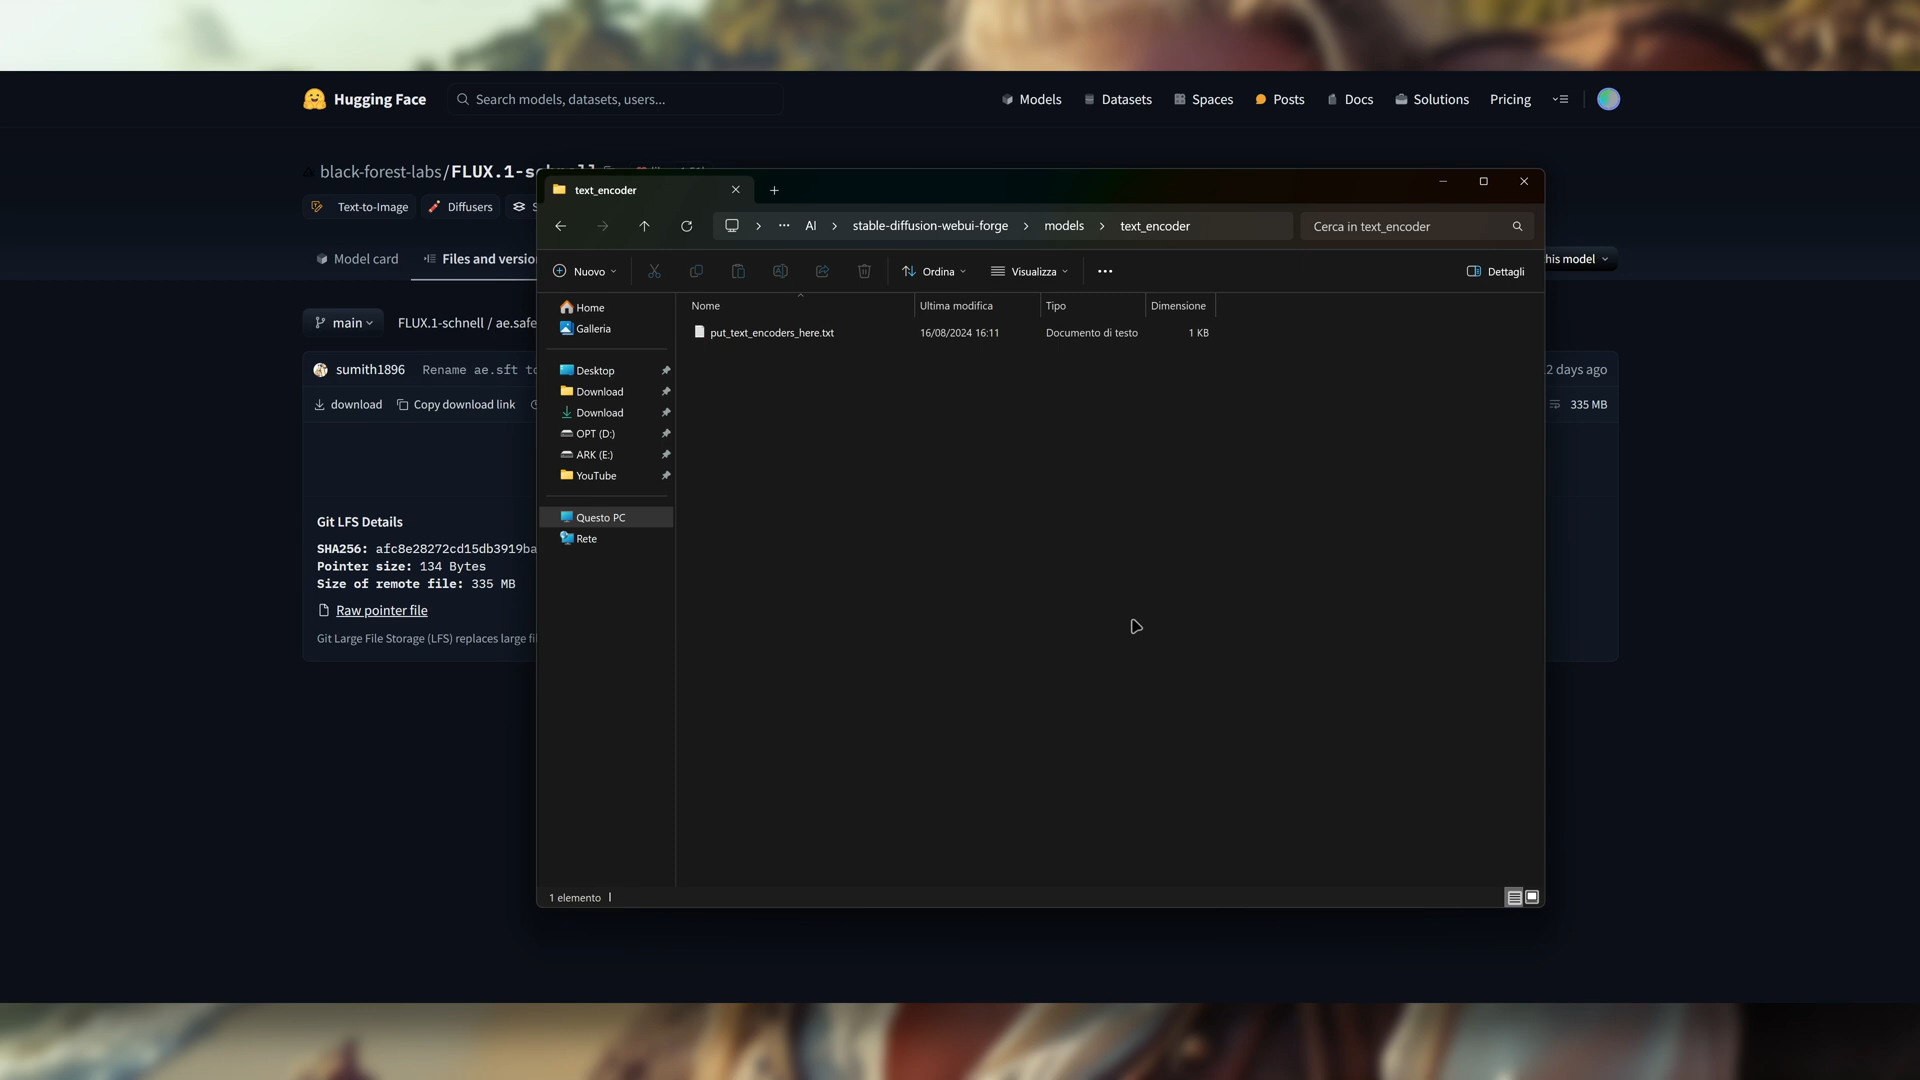 Hugging Face
Search models, datasets, users...
Models
Datasets
Spaces
Posts
Docs
Solutions
Pricing
black-forest-labs/FLUX.1-schnell
Text-to-Image
Diffusers
Model card
Files and versio
his model
main
FLUX.1-schnell / ae.safe
sumith1896
Rename ae.sft to
2 days ago
download
Copy download link
335 MB
Git LFS Details
SHA256: afc8e28272cd15db3919ba
Pointer size: 134 Bytes
Size of remote file: 335 MB
Raw pointer file
Git Large File Storage (LFS) replaces large fil
text_encoder
AI
stable-diffusion-webui-forge
models
text_encoder
Cerca in text_encoder
Nuovo
Ordina
Visualizza
Dettagli
Home
Galleria
Desktop
Download
Download
OPT (D:)
ARK (E:)
YouTube
Questo PC
Rete
Nome
Ultima modifica
Tipo
Dimensione
put_text_encoders_here.txt
16/08/2024 16:11
Documento di testo
1 KB
1 elemento